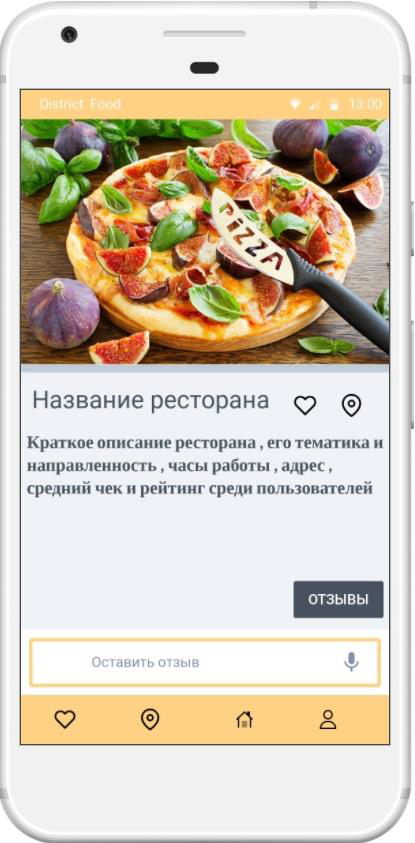 District Food 13:00
PIZZA
Название ресторана
Краткое описание ресторана , его тематика и
направленность , часы работы , адрес ,
средний чек и рейтинг среди пользователей
ОТЗЫВЫ
Оставить отзыв